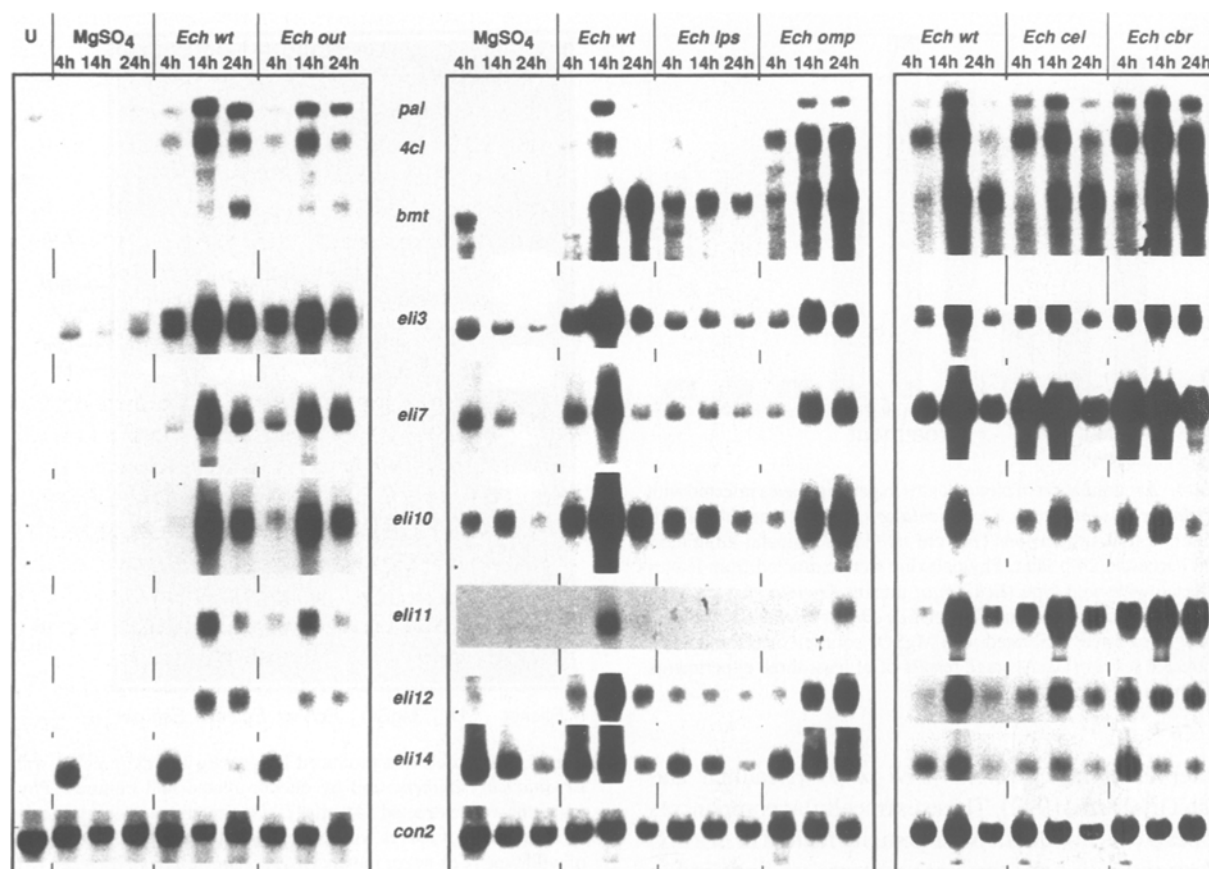 U MgSO4 Ech wt Ech out MgSO4 Ech wt Ech lps Ech omp Ech wt Ech cel Ech cbr
4h 14h 24h 4h 14h 24h 4h 14h 24h 4h 14h 24h 4h 14h 24h 4h 14h 24h 4h 14h 24h 4h 14h 24h 4h 14h 24h 4h 14h 24h
pal
4cl
bmt
eli3
eli7
eli10
eli11
eli12
eli14
con2